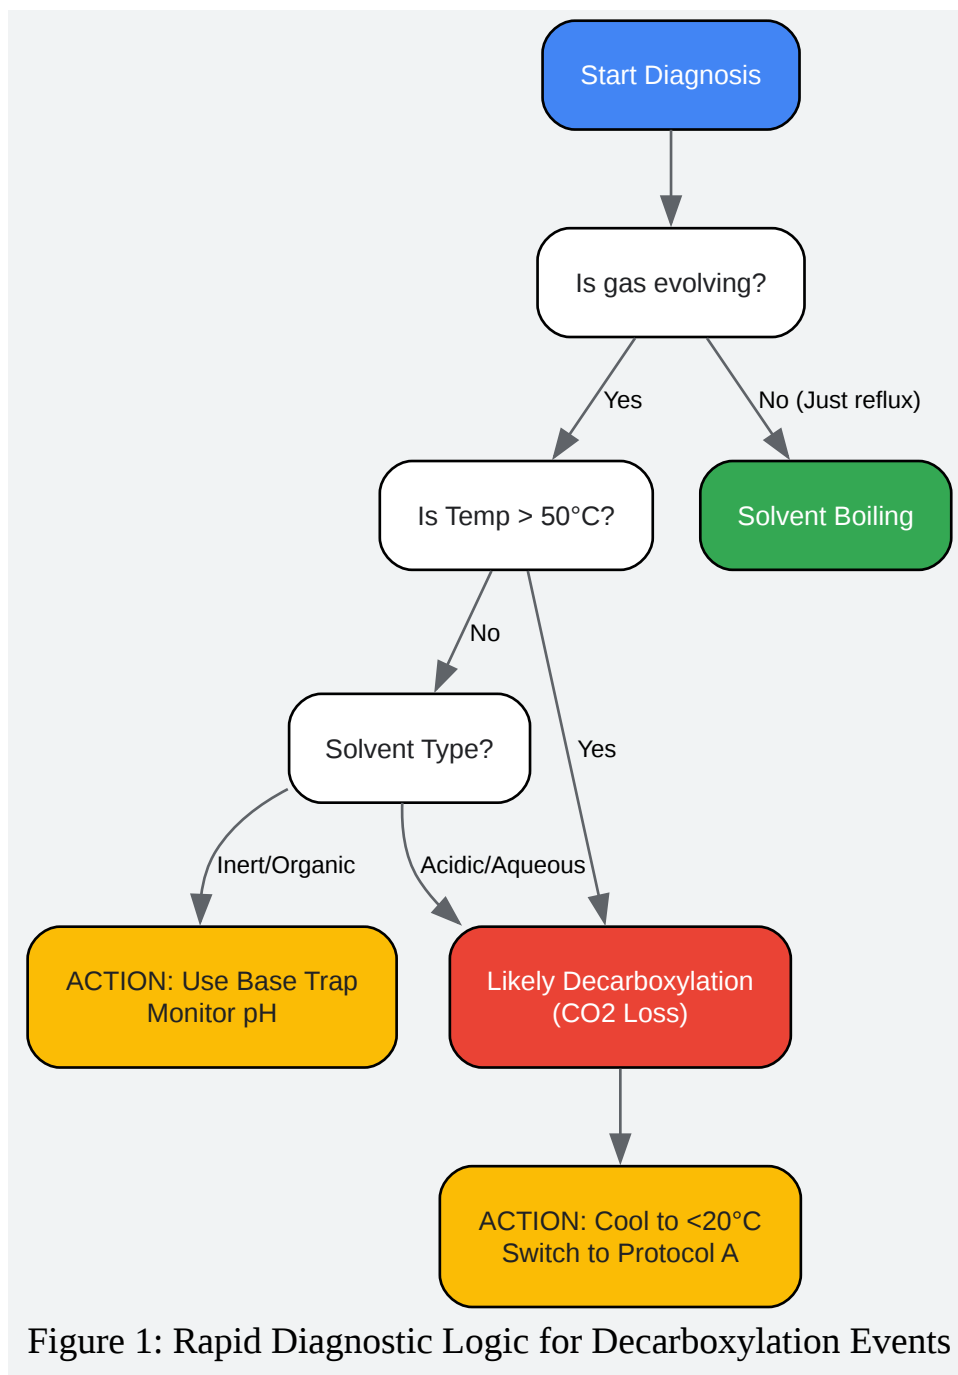 Start Diagnosis
Is gas evolving?
Yes
No (Just reflux)
Is Temp > 50°C?
Solvent Boiling
No
Solvent Type?
Yes
Inert/Organic
Acidic/Aqueous
ACTION: Use Base Trap
Monitor pH
Likely Decarboxylation
(CO2 Loss)
ACTION: Cool to <20°C
Switch to Protocol A
Figure 1: Rapid Diagnostic Logic for Decarboxylation Events